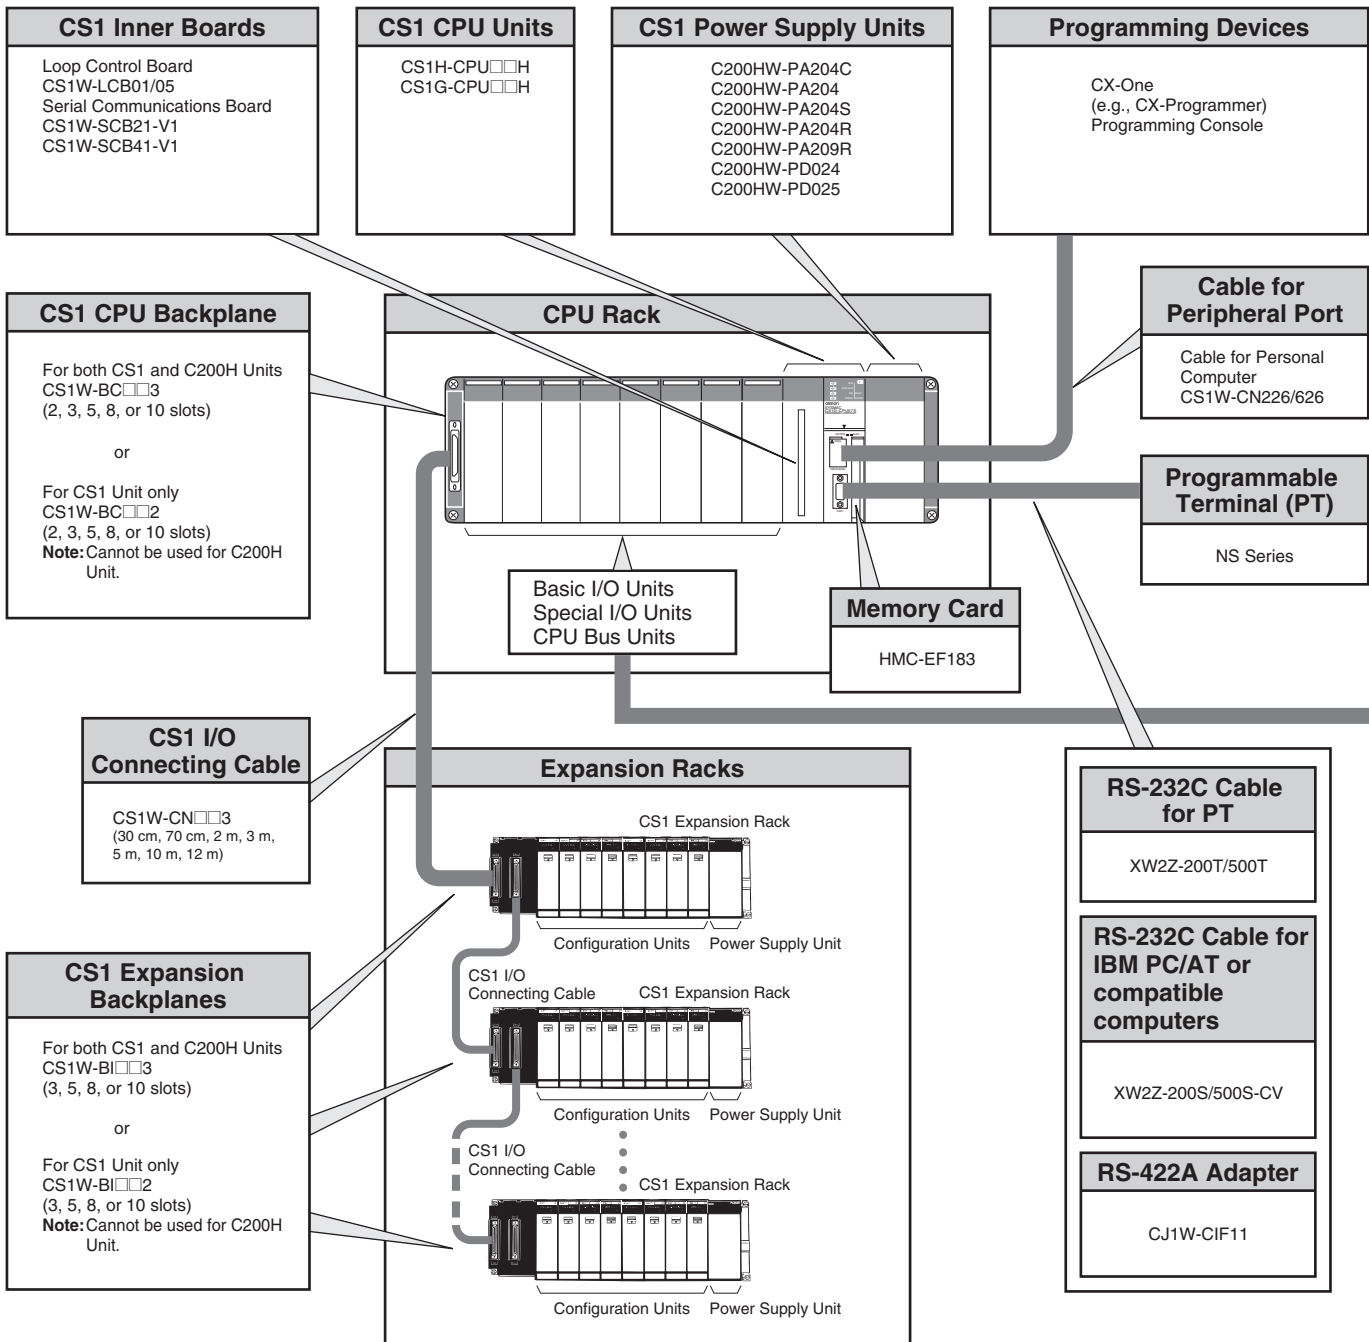 CS1 Inner Boards
Loop Control Board
CS1W-LCB01/05
Serial Communications Board
CS1W-SCB21-V1
CS1W-SCB41-V1
CS1 CPU Units
CS1H-CPU□□H
CS1G-CPU□□H
CS1 Power Supply Units
C200HW-PA204C
C200HW-PA204
C200HW-PA204S
C200HW-PA204R
C200HW-PA209R
C200HW-PD024
C200HW-PD025
Programming Devices
CX-One
(e.g., CX-Programmer)
Programming Console
CS1 CPU Backplane
For both CS1 and C200H Units
CS1W-BC□□3
(2, 3, 5, 8, or 10 slots)
or
For CS1 Unit only
CS1W-BC□□2
(2, 3, 5, 8, or 10 slots)
Note: Cannot be used for C200H
Unit.
CPU Rack
Basic I/O Units
Special I/O Units
CPU Bus Units
Memory Card
HMC-EF183
Cable for
Peripheral Port
Cable for Personal
Computer
CS1W-CN226/626
Programmable
Terminal (PT)
NS Series
CS1 I/O
Connecting Cable
CS1W-CN□□3
(30 cm, 70 cm, 2 m, 3 m,
5 m, 10 m, 12 m)
Expansion Racks
CS1 Expansion Rack
Configuration Units
Power Supply Unit
CS1 I/O
Connecting Cable
CS1 Expansion Rack
Configuration Units
Power Supply Unit
CS1 I/O
Connecting Cable
CS1 Expansion Rack
Configuration Units
Power Supply Unit
CS1 Expansion
Backplanes
For both CS1 and C200H Units
CS1W-BI□□3
(3, 5, 8, or 10 slots)
or
For CS1 Unit only
CS1W-BI□□2
(3, 5, 8, or 10 slots)
Note: Cannot be used for C200H
Unit.
RS-232C Cable
for PT
XW2Z-200T/500T
RS-232C Cable for
IBM PC/AT or
compatible
computers
XW2Z-200S/500S-CV
RS-422A Adapter
CJ1W-CIF11